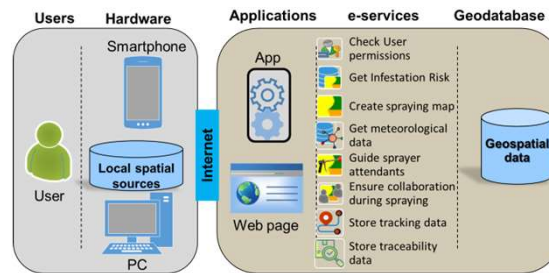 Users
Hardware
Applications
e-services
Geodatabase
Smartphone
User
Local spatial
sources
PC
Internet
App
Web page
Check User
permissions
Get Infestation Risk
Create spraying map
Get meteorological
data
Guide sprayer
attendants
Ensure collaboration
during spraying
Store tracking data
Store traceability
data
Geospatial
data